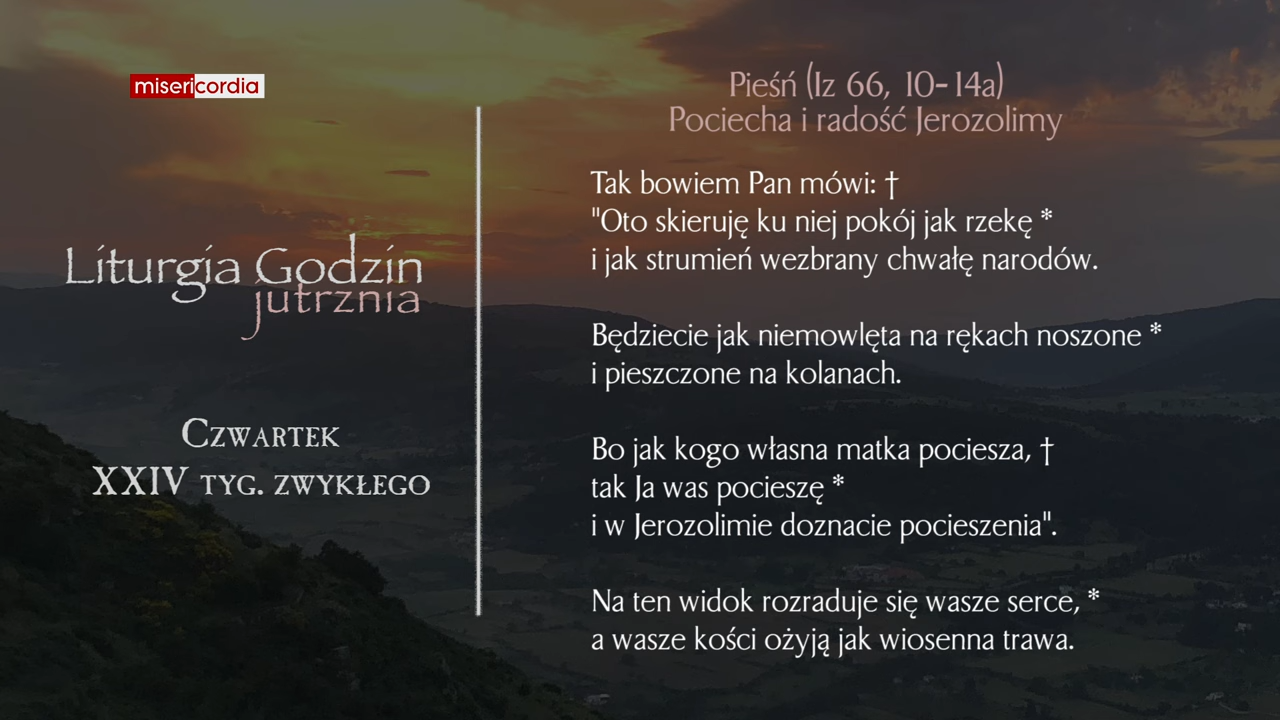 misericordia
Liturgia Godzin
jutrznia
Czwartek
XXIV tyg. zwykłego
Pieśń (Iz 66, 10-14a)
Pociecha i radość Jerozolimy
Tak bowiem Pan mówi: †
"Oto skieruję ku niej pokój jak rzekę *
i jak strumień wezbrany chwałę narodów.
Będziecie jak niemowlęta na rękach noszone *
i pieszczone na kolanach.
Bo jak kogo własna matka pociesza, †
tak Ja was pocieszę *
i w Jerozolimie doznacie pocieszenia".
Na ten widok rozraduje się wasze serce, *
a wasze kości ożyją jak wiosenna trawa.